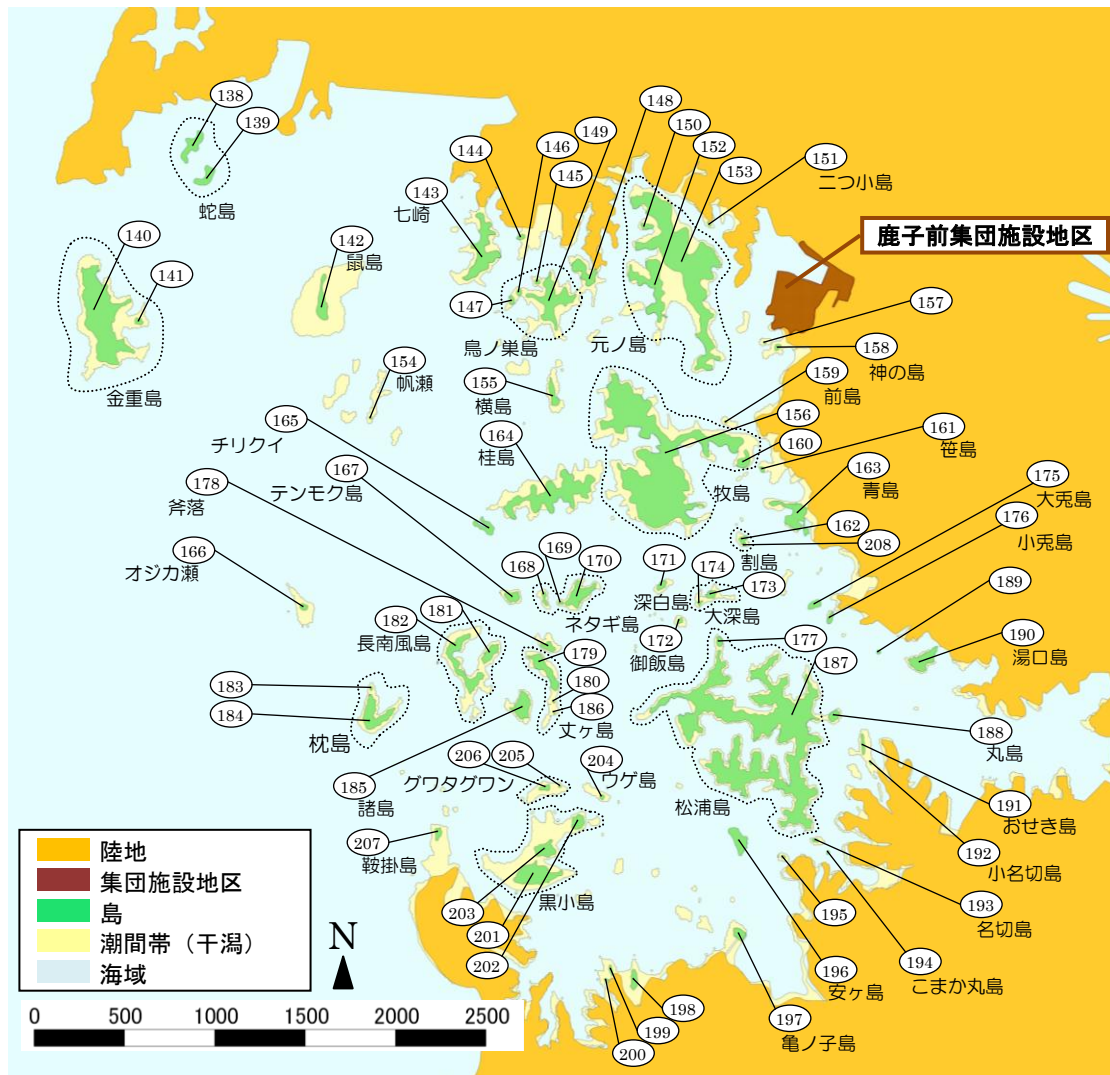 138
139
蛇島
140
141
金重島
142
鼠島
143
七崎
144
146
145
149
148
147
鳥ノ巣島
150
152
153
元ノ島
151
二つ小島
鹿子前集団施設地区
157
158
神の島
154
帆瀬
155
横島
159
前島
156
160
牧島
161
笹島
163
青島
165
チリクイ
164
桂島
167
テンモク島
178
斧落
162
208
割島
175
大兎島
176
小兎島
166
オジカ瀬
168
169
170
ネタギ島
171
深白島
174
173
大深島
172
御飯島
189
190
湯口島
182
長南風島
181
179
180
186
丈ヶ島
177
187
松浦島
183
184
枕島
185
諸島
188
丸島
206
205
グワタグワン
204
ウゲ島
191
おせき島
192
小名切島
193
名切島
194
こまか丸島
195
196
安ヶ島
197
亀ノ子島
207
鞍掛島
203
201
202
黒小島
198
199
200
陸地
集団施設地区
島
潮間帯（干潟）
海域
N
0 500 1000 1500 2000 2500